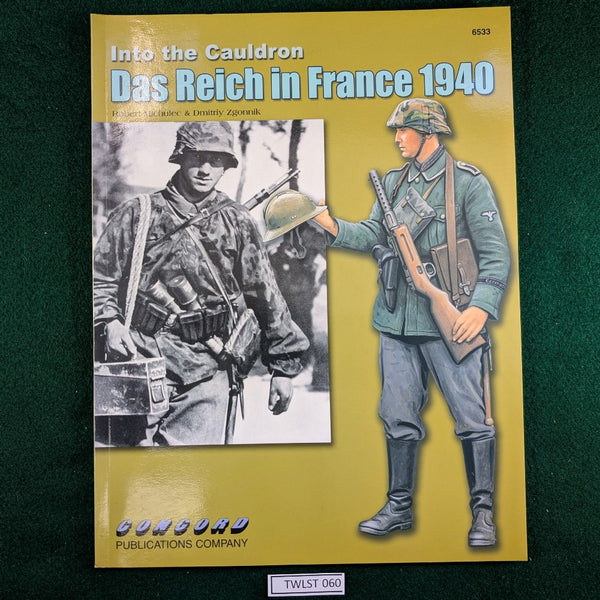 6533
Into the Cauldron
Das Reich in France 1940
Robert Michulec & Dmitriy Zgonnik
CONCORD
PUBLICATIONS COMPANY
TWLST 060